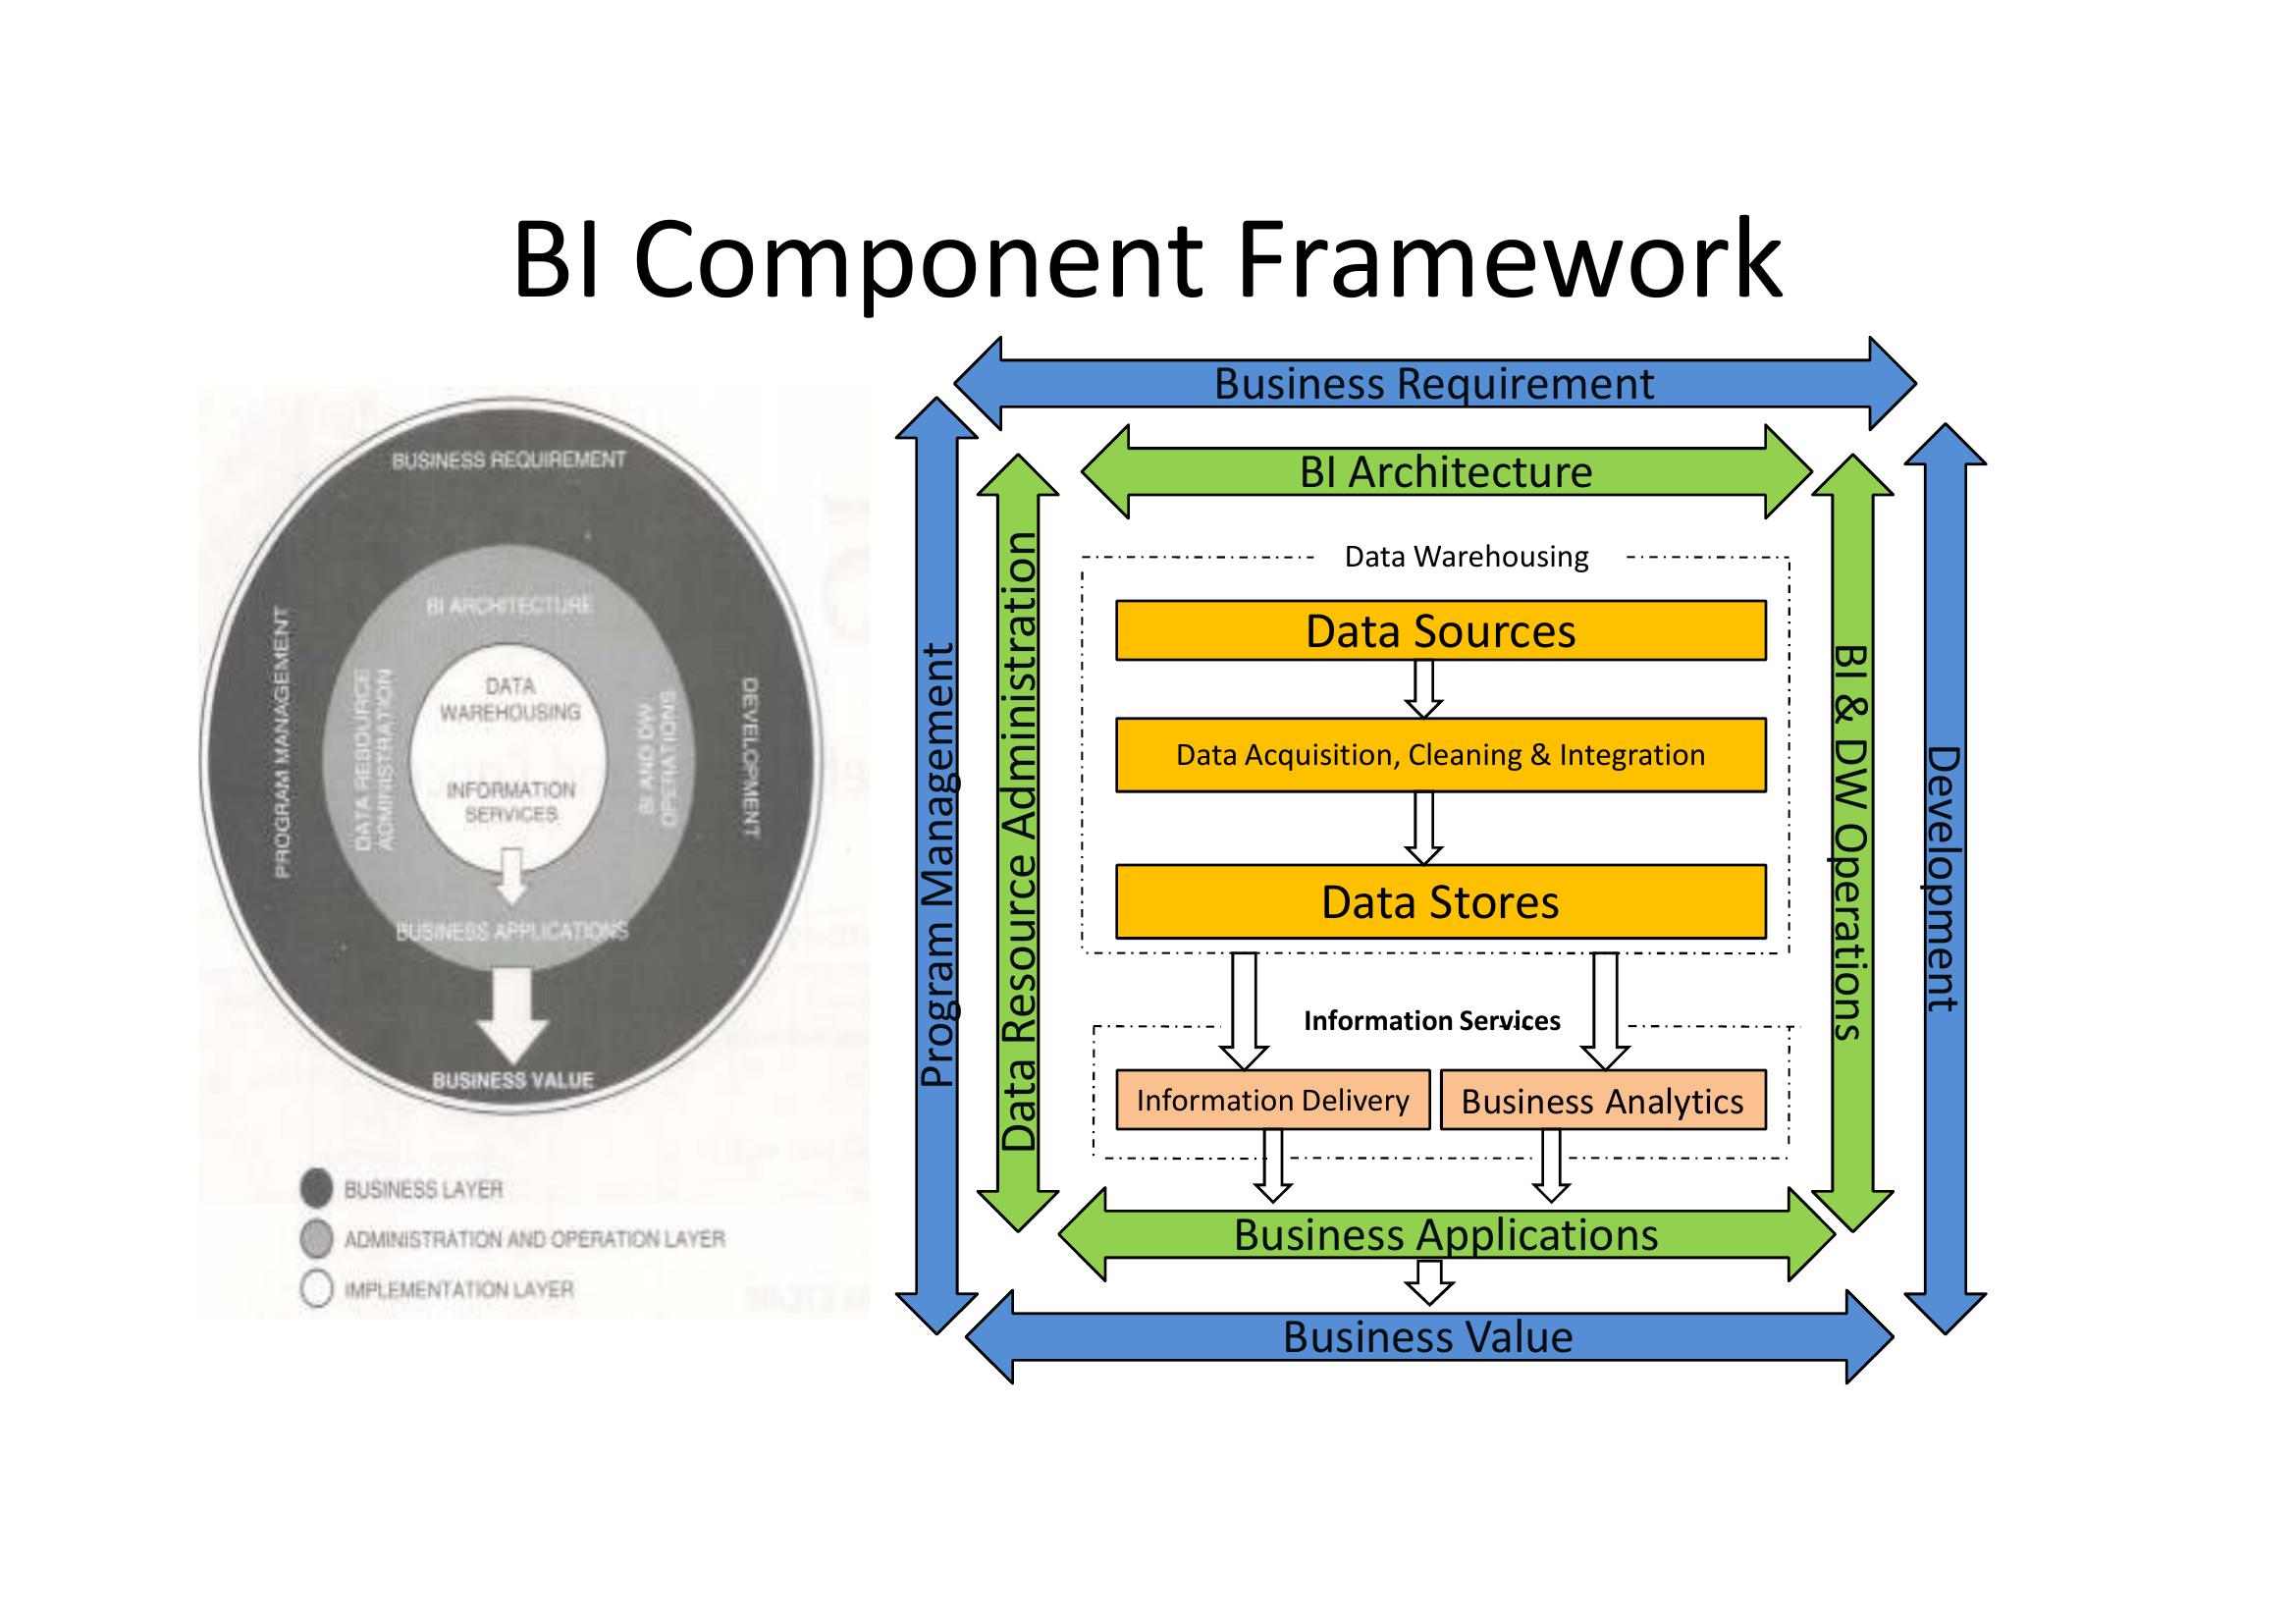 BI Component Framework
BUSINESS REQUIREMENT
PROGRAM MANAGEMENT
BI ARCHITECTURE
DATA RESOURCE
ADMINISTRATION
DATA
WAREHOUSING
INFORMATION
SERVICES
BI AND DW
OPERATIONS
DEVELOPMENT
BUSINESS APPLICATIONS
BUSINESS VALUE
BUSINESS LAYER
ADMINISTRATION AND OPERATION LAYER
IMPLEMENTATION LAYER
Business Requirement
Program Management
BI Architecture
Data Resource Administration
Data Warehousing
Data Sources
Data Acquisition, Cleaning & Integration
Data Stores
Information Services
Information Delivery
Business Analytics
BI & DW Operations
Development
Business Applications
Business Value